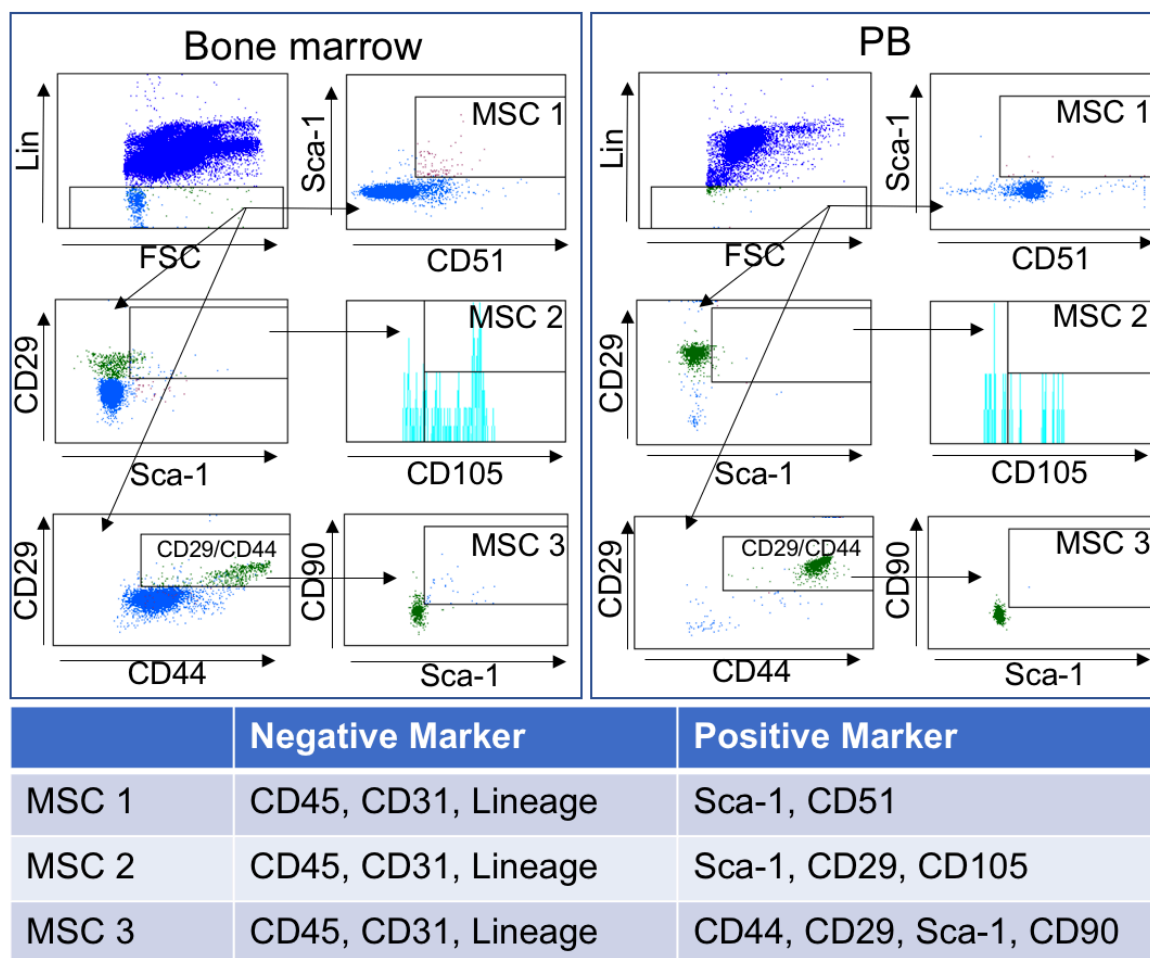 Bone marrow
Lin
FSC
Sca-1
MSC 1
CD51
CD29
Sca-1
MSC 2
CD105
CD29
CD29/CD44
CD44
CD90
MSC 3
Sca-1
PB
Lin
FSC
Sca-1
MSC 1
CD51
CD29
Sca-1
MSC 2
CD105
CD29
CD29/CD44
CD44
CD90
MSC 3
Sca-1
Negative Marker Positive Marker
MSC 1 CD45, CD31, Lineage Sca-1, CD51
MSC 2 CD45, CD31, Lineage Sca-1, CD29, CD105
MSC 3 CD45, CD31, Lineage CD44, CD29, Sca-1, CD90